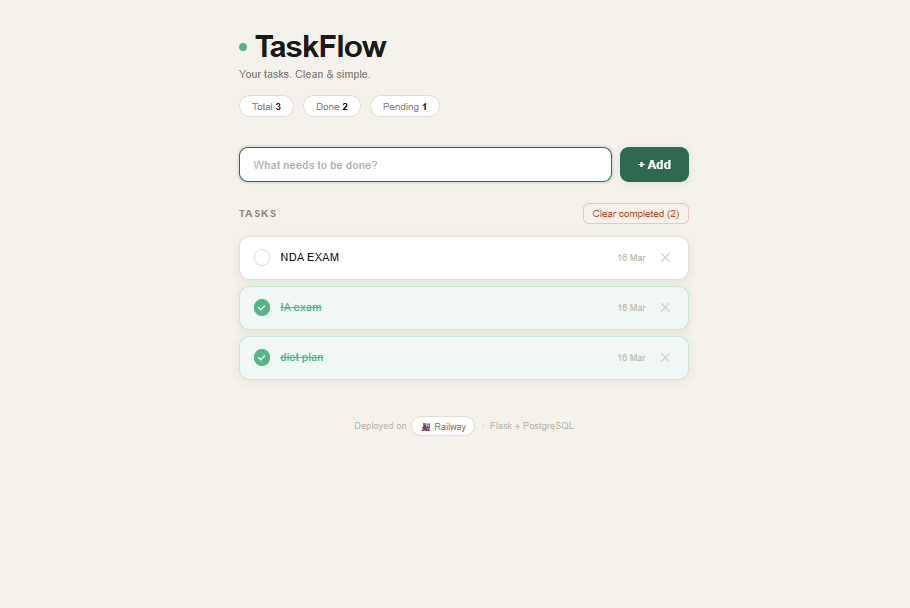 TaskFlow
Your tasks. Clean & simple.
Total 3 Done 2 Pending 1
What needs to be done? + Add
TASKS Clear completed (2)
NDA EXAM 16 Mar
IA exam 16 Mar
diet plan 16 Mar
Deployed on Railway · Flask + PostgreSQL